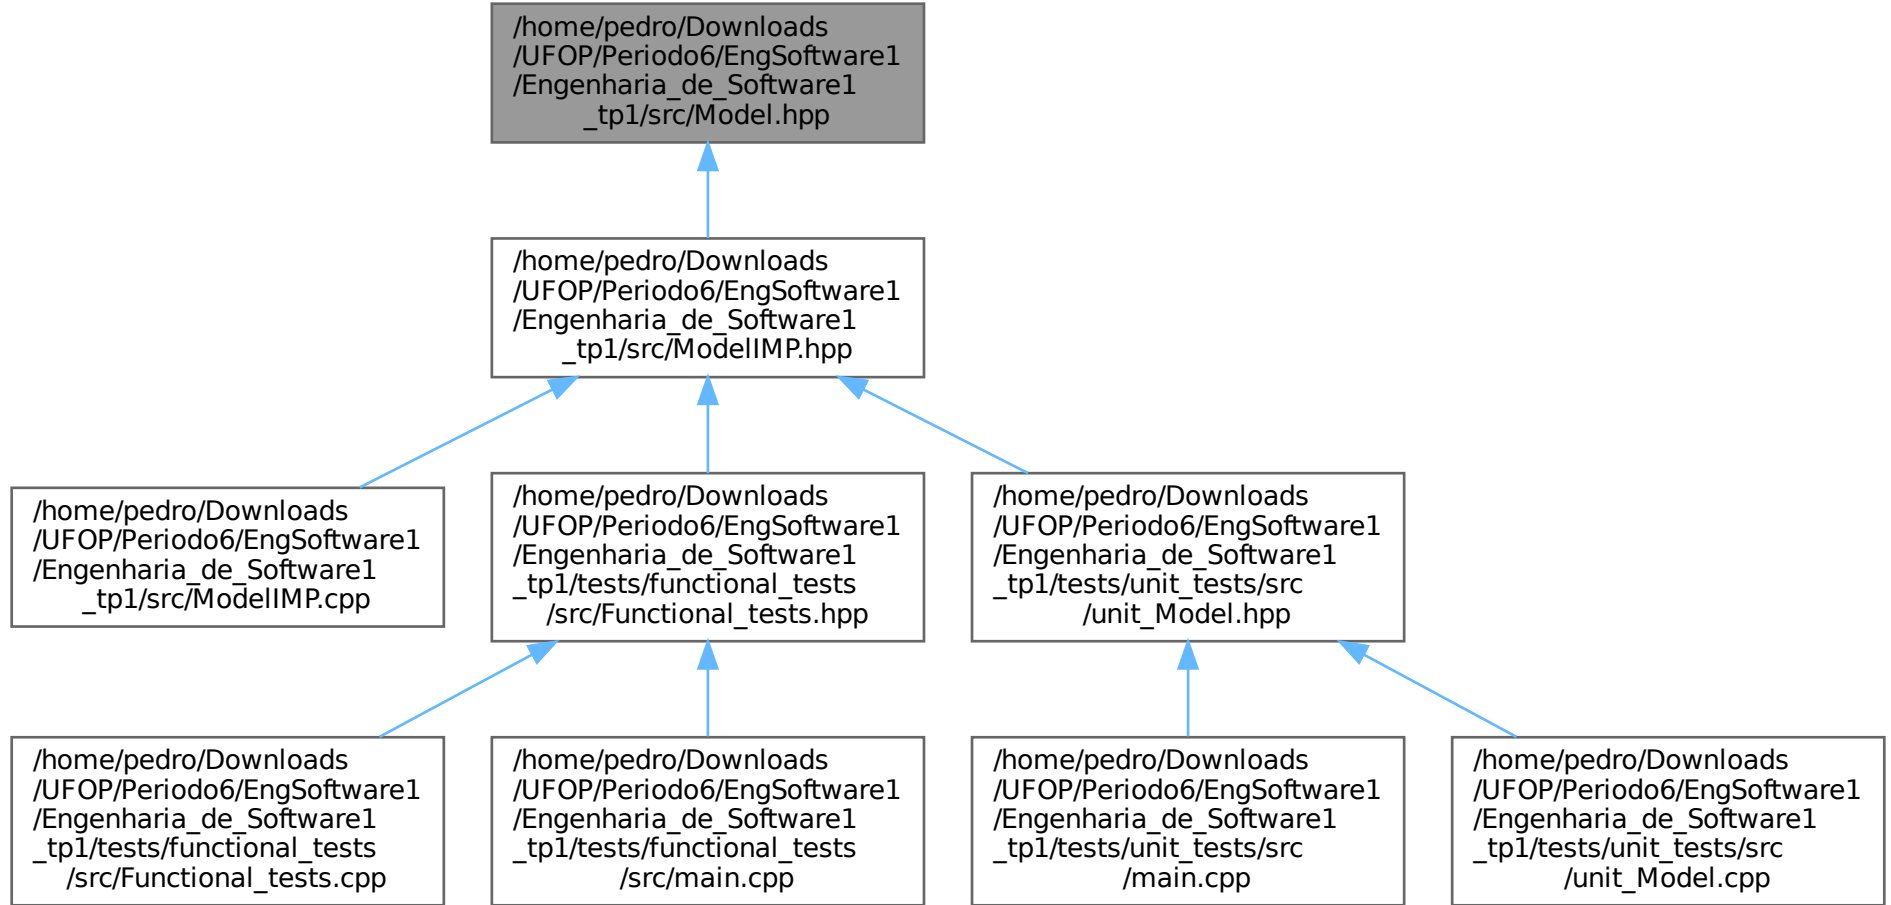 /home/pedro/Downloads
/UFOP/Periodo6/EngSoftware1
/Engenharia_de_Software1
_tp1/src/Model.hpp
/home/pedro/Downloads
/UFOP/Periodo6/EngSoftware1
/Engenharia_de_Software1
_tp1/src/ModelIMP.hpp
/home/pedro/Downloads
/UFOP/Periodo6/EngSoftware1
/Engenharia_de_Software1
_tp1/src/ModelIMP.cpp
/home/pedro/Downloads
/UFOP/Periodo6/EngSoftware1
/Engenharia_de_Software1
_tp1/tests/functional_tests
/src/Functional_tests.hpp
/home/pedro/Downloads
/UFOP/Periodo6/EngSoftware1
/Engenharia_de_Software1
_tp1/tests/unit_tests/src
/unit_Model.hpp
/home/pedro/Downloads
/UFOP/Periodo6/EngSoftware1
/Engenharia_de_Software1
_tp1/tests/functional_tests
/src/Functional_tests.cpp
/home/pedro/Downloads
/UFOP/Periodo6/EngSoftware1
/Engenharia_de_Software1
_tp1/tests/functional_tests
/src/main.cpp
/home/pedro/Downloads
/UFOP/Periodo6/EngSoftware1
/Engenharia_de_Software1
_tp1/tests/unit_tests/src
/main.cpp
/home/pedro/Downloads
/UFOP/Periodo6/EngSoftware1
/Engenharia_de_Software1
_tp1/tests/unit_tests/src
/unit_Model.cpp